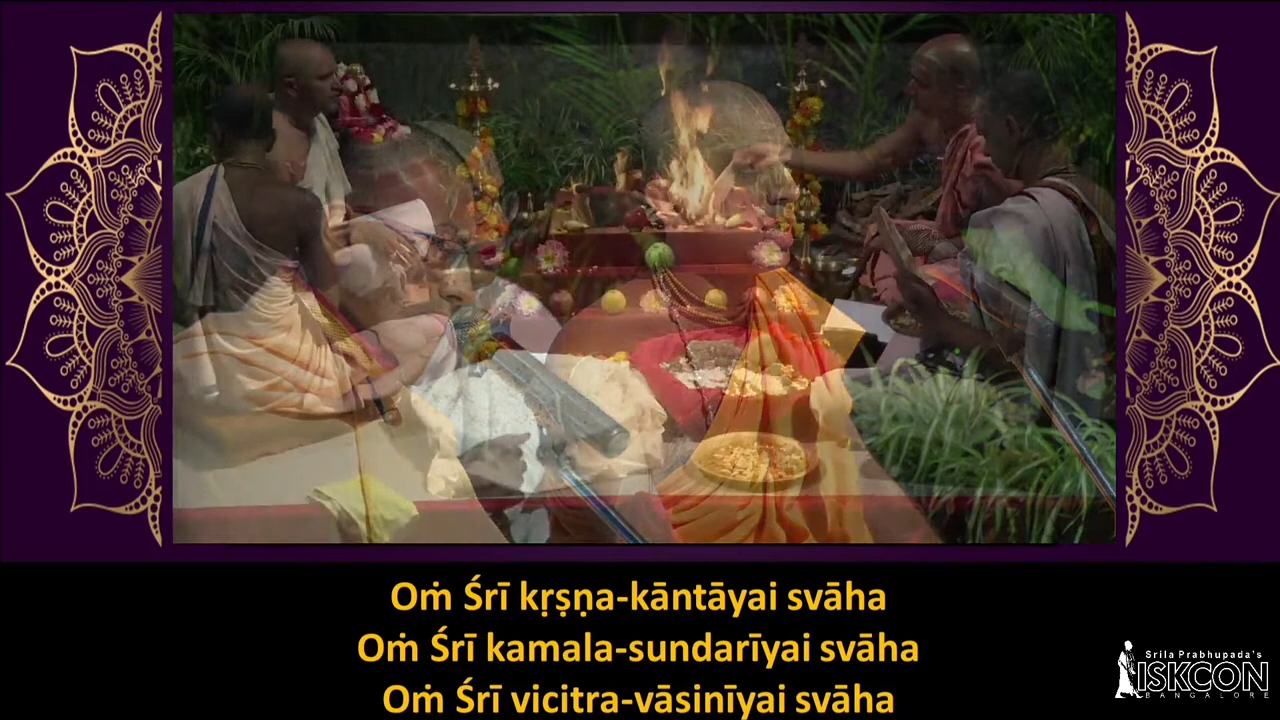 Oṁ Śrī kṛṣṇa-kāntāyai svāha
Oṁ Śrī kamala-sundarīyai svāha
Oṁ Śrī vicitra-vāsinīyai svāha
Srila Prabhupada's
ISKCON
BANGALORE